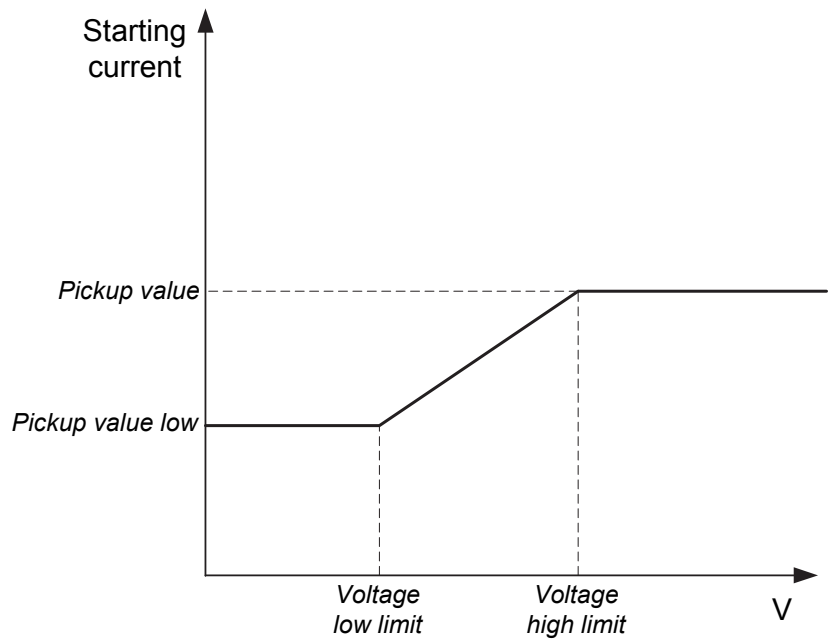 Starting
current
Pickup value
Pickup value low
Voltage
low limit
Voltage
high limit
V